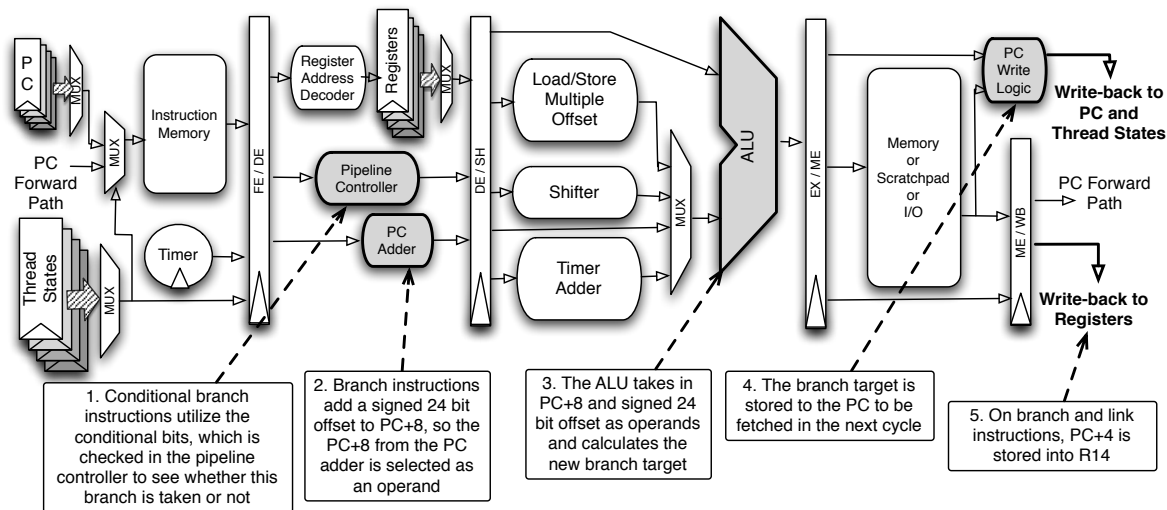 P
C
MUX
MUX
PC
Forward
Path
Thread
States
MUX
Instruction
Memory
Timer
FE / DE
Register
Address
Decoder
Registers
MUX
Pipeline
Controller
PC
Adder
DE / SH
Load/Store
Multiple
Offset
Shifter
Timer
Adder
MUX
ALU
EX / ME
Memory
or
Scratchpad
or
I/O
PC
Write
Logic
Write-back to
PC and
Thread States
ME / WB
PC Forward
Path
Write-back to
Registers
1. Conditional branch
instructions utilize the
conditional bits, which is
checked in the pipeline
controller to see whether this
branch is taken or not
2. Branch instructions
add a signed 24 bit
offset to PC+8, so the
PC+8 from the PC
adder is selected as
an operand
3. The ALU takes in
PC+8 and signed 24
bit offset as operands
and calculates the
new branch target
4. The branch target is
stored to the PC to be
fetched in the next cycle
5. On branch and link
instructions, PC+4 is
stored into R14